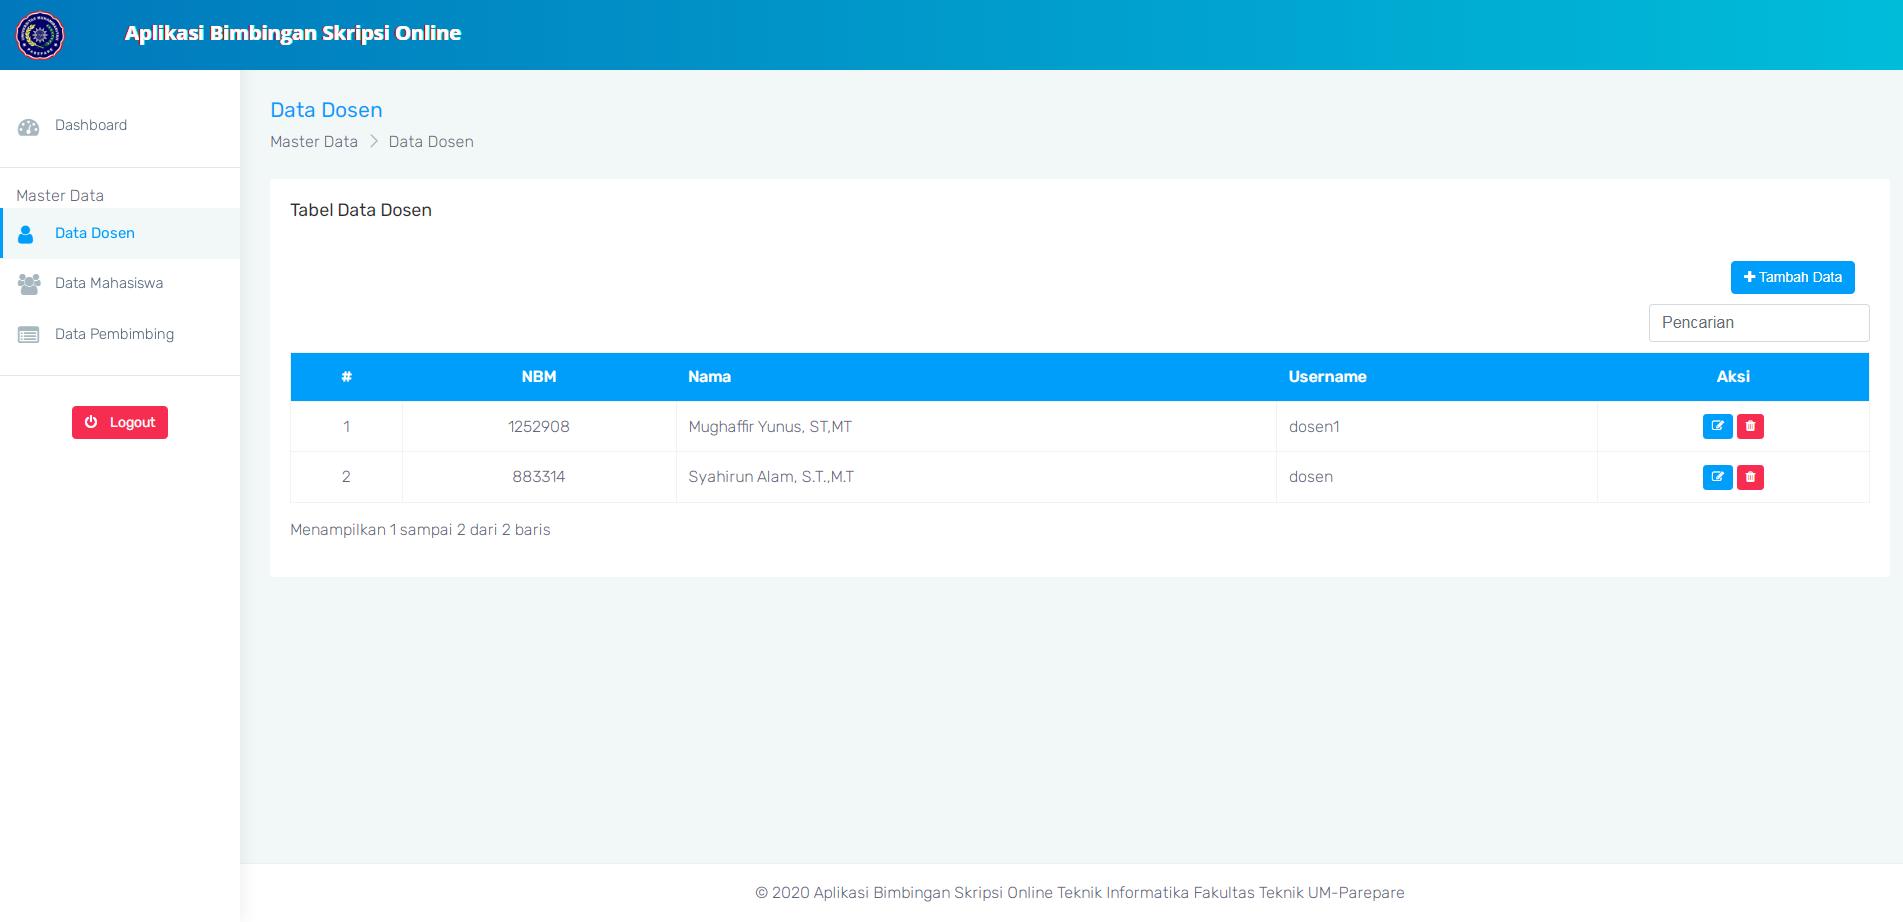 Aplikasi Bimbingan Skripsi Online
Dashboard
Master Data
Data Dosen
Data Mahasiswa
Data Pembimbing
Logout
Data Dosen
Master Data > Data Dosen
Tabel Data Dosen
Tambah Data
Pencarian
# NBM Nama Username Aksi
1 1252908 Mughaffir Yunus, ST,MT dosen1
2 883314 Syahirun Alam, S.T.,M.T dosen
Menampilkan 1 sampai 2 dari 2 baris
© 2020 Aplikasi Bimbingan Skripsi Online Teknik Informatika Fakultas Teknik UM-Parepare